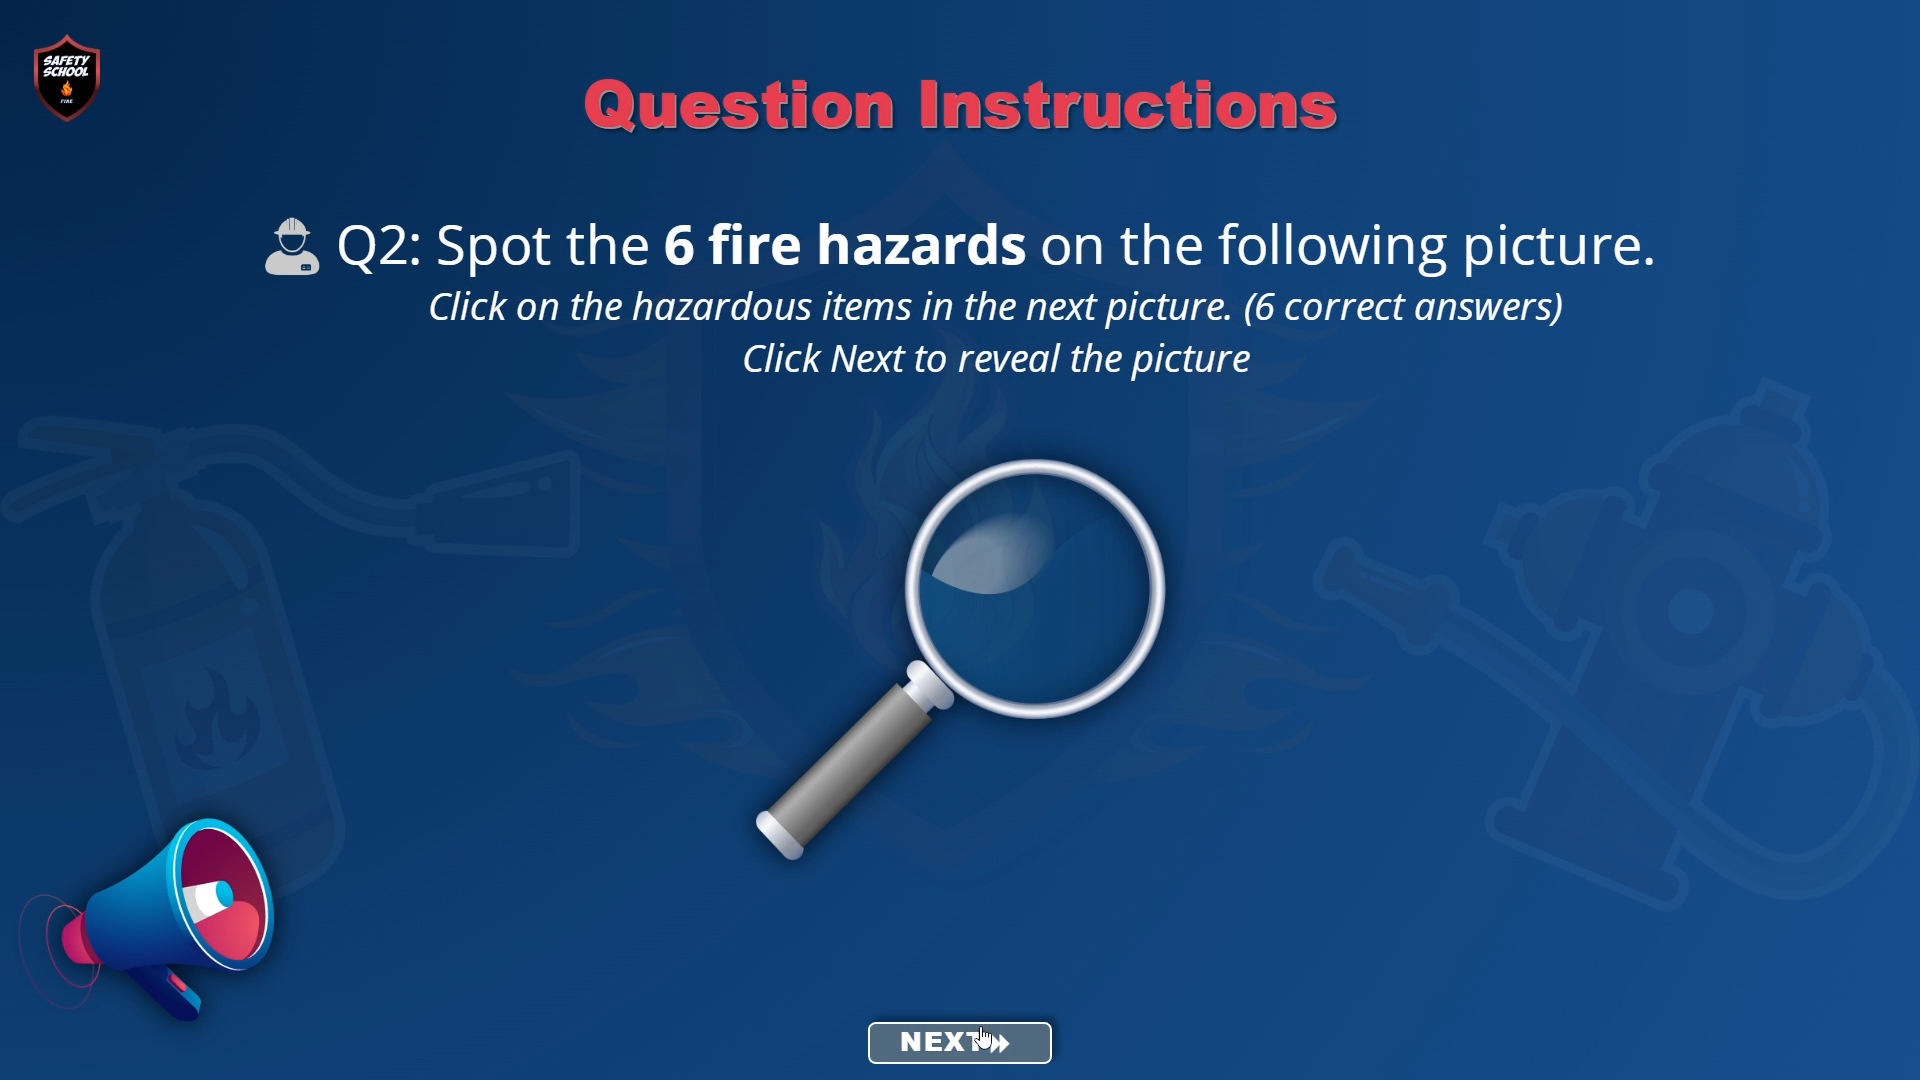 SAFETY
SCHOOL
FIRE
Question Instructions
Q2: Spot the 6 fire hazards on the following picture.
Click on the hazardous items in the next picture. (6 correct answers)
Click Next to reveal the picture
NEXT